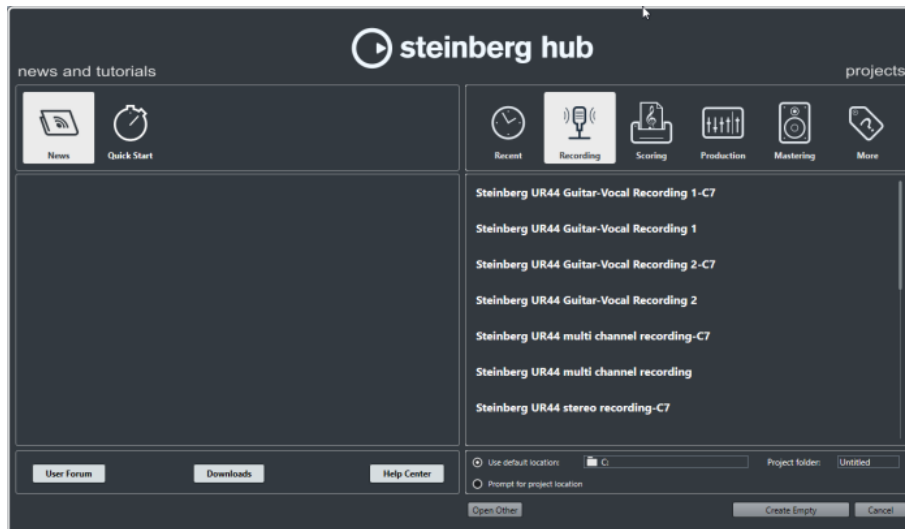 steinberg hub
news and tutorials
projects
News
Quick Start
Recent
Recording
Scoring
Production
Mastering
More
Steinberg UR44 Guitar-Vocal Recording 1-C7
Steinberg UR44 Guitar-Vocal Recording 1
Steinberg UR44 Guitar-Vocal Recording 2-C7
Steinberg UR44 Guitar-Vocal Recording 2
Steinberg UR44 multi channel recording-C7
Steinberg UR44 multi channel recording
Steinberg UR44 stereo recording-C7
User Forum
Downloads
Help Center
Use default location:
C:
Project folder:
Untitled
Prompt for project location
Open Other
Create Empty
Cancel